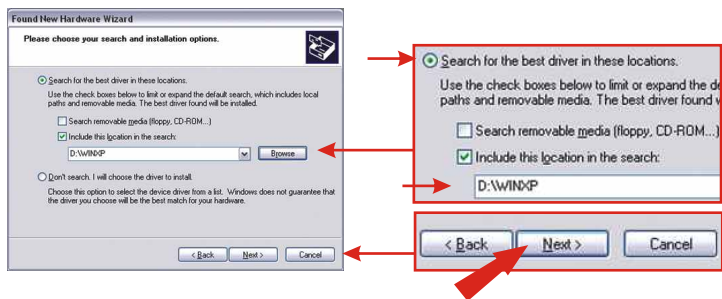 Found New Hardware Wizard
Please choose your search and installation options.
Search for the best driver in these locations.
Use the check boxes below to limit or expand the default search, which includes local
paths and removable media. The best driver found will be installed.
Search removable media (floppy, CD-ROM...)
Include this location in the search:
D:\WINXP
Browse
Don't search. I will choose the driver to install.
Choose this option to select the device driver from a list. Windows does not guarantee that
the driver you choose will be the best match for your hardware.
< Back
Next >
Cancel
Search for the best driver in these locations.
Use the check boxes below to limit or expand the de
paths and removable media. The best driver found w
Search removable media (floppy, CD-ROM...)
Include this location in the search:
D:\WINXP
< Back
Next >
Cancel